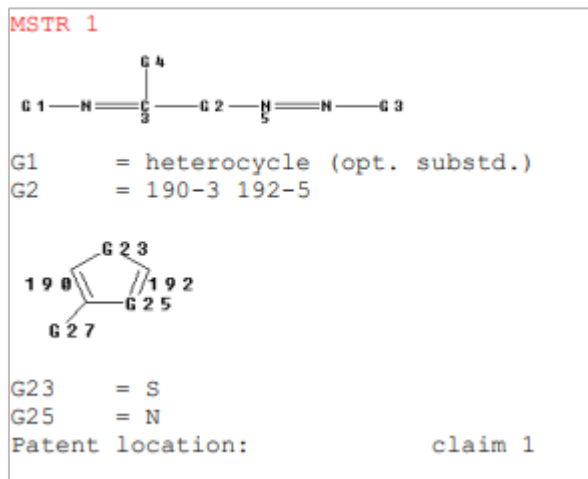 MSTR 1
G4
G1—N═C—G2—N═N—G3
3 5
G1 = heterocycle (opt. substd.)
G2 = 190-3 192-5
G23
190 192
G25
G27
G23 = S
G25 = N
Patent location: claim 1